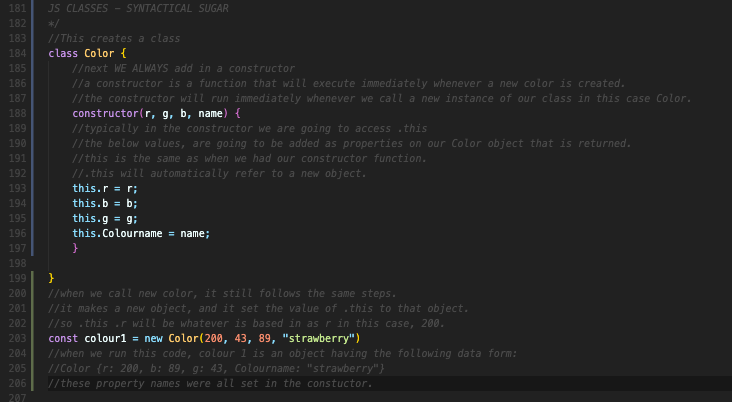 181 JS CLASSES – SYNTACTICAL SUGAR
182 */
183 //This creates a class
184 class Color {
185 //next WE ALWAYS add in a constructor
186 //a constructor is a function that will execute immediately whenever a new color is created.
187 //the constructor will run immediately whenever we call a new instance of our class in this case Color.
188 constructor(r, g, b, name) {
189 //typically in the constructor we are going to access .this
190 //the below values, are going to be added as properties on our Color object that is returned.
191 //this is the same as when we had our constructor function.
192 //.this will automatically refer to a new object.
193 this.r = r;
194 this.b = b;
195 this.g = g;
196 this.Colourname = name;
197 }
198
199 }
200 //when we call new color, it still follows the same steps.
201 //it makes a new object, and it set the value of .this to that object.
202 //so .this .r will be whatever is based in as r in this case, 200.
203 const colour1 = new Color(200, 43, 89, "strawberry")
204 //when we run this code, colour 1 is an object having the following data form:
205 //Color {r: 200, b: 89, g: 43, Colourname: "strawberry"}
206 //these property names were all set in the constuctor.
207